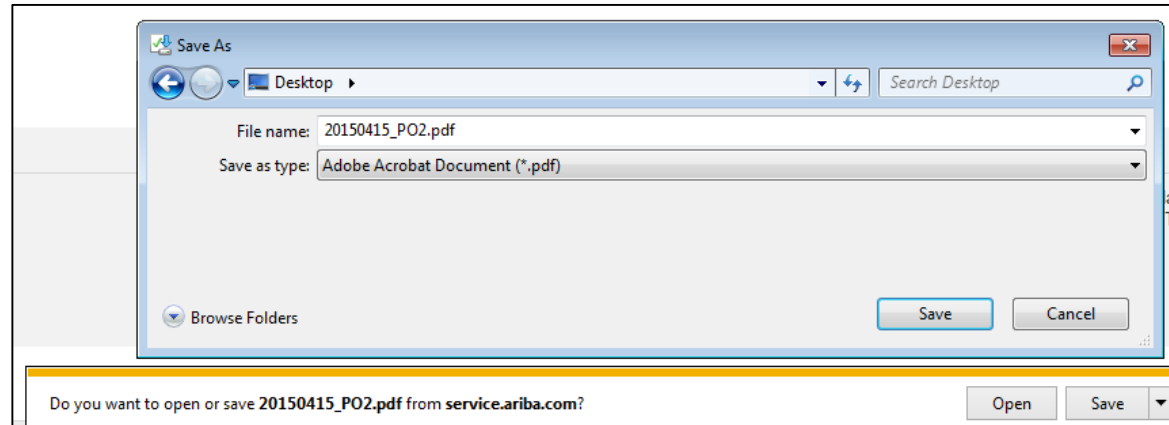 Save As
Desktop
Search Desktop
File name: 20150415_PO2.pdf
Save as type: Adobe Acrobat Document (*.pdf)
Browse Folders
Save Cancel
Do you want to open or save 20150415_PO2.pdf from service.ariba.com?
Open Save